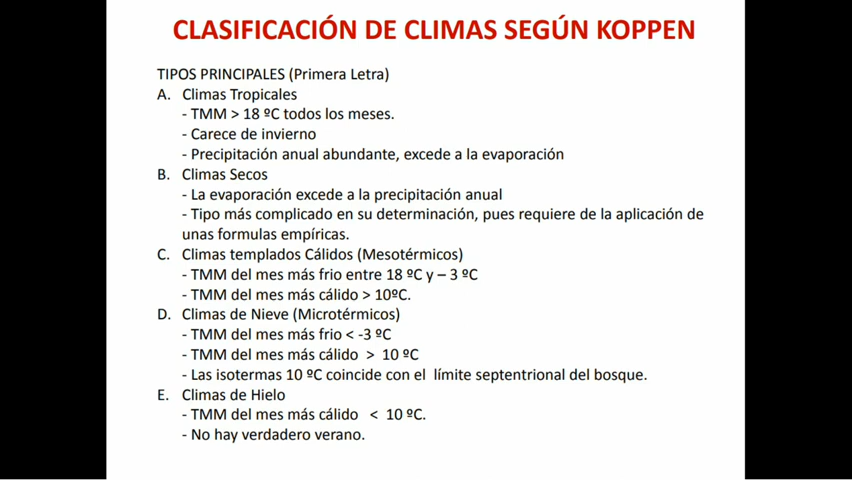 CLASIFICACIÓN DE CLIMAS SEGÚN KOPPEN
TIPOS PRINCIPALES (Primera Letra)
A. Climas Tropicales
- TMM > 18 ºC todos los meses.
- Carece de invierno
- Precipitación anual abundante, excede a la evaporación
B. Climas Secos
- La evaporación excede a la precipitación anual
- Tipo más complicado en su determinación, pues requiere de la aplicación de
unas formulas empíricas.
C. Climas templados Cálidos (Mesotérmicos)
- TMM del mes más frio entre 18 ºC y – 3 ºC
- TMM del mes más cálido > 10ºC.
D. Climas de Nieve (Microtérmicos)
- TMM del mes más frio < -3 ºC
- TMM del mes más cálido > 10 ºC
- Las isotermas 10 ºC coincide con el límite septentrional del bosque.
E. Climas de Hielo
- TMM del mes más cálido < 10 ºC.
- No hay verdadero verano.